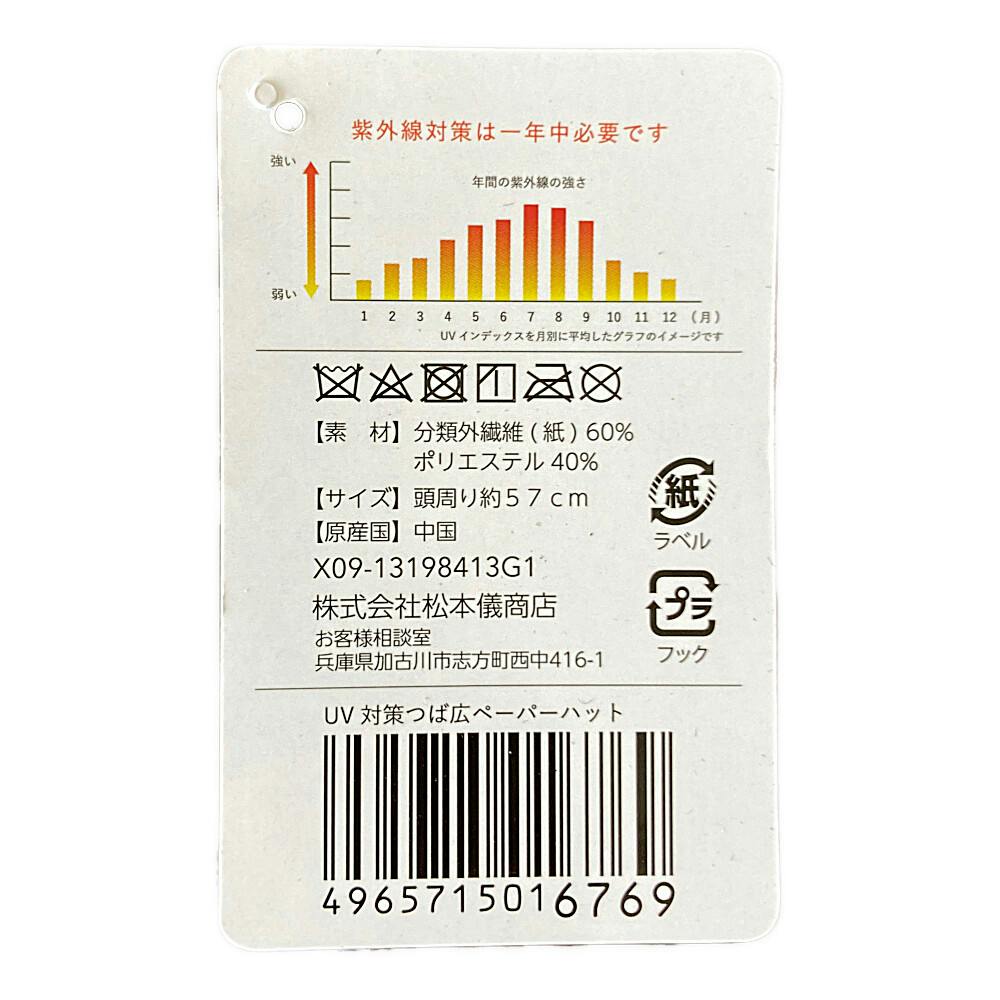 紫外線対策は一年中必要です
強い
年間の紫外線の強さ
弱い
1 2 3 4 5 6 7 8 9 10 11 12 (月)
UVインデックスを月別に平均したグラフのイメージです
【素　材】分類外繊維(紙)60%
ポリエステル40%
【サイズ】頭周り約57cm
【原産国】中国
紙
ラベル
X09-13198413G1
株式会社松本儀商店
プラ
お客様相談室
兵庫県加古川市志方町西中416-1
フック
UV対策つば広ペーパーハット
4965715016769